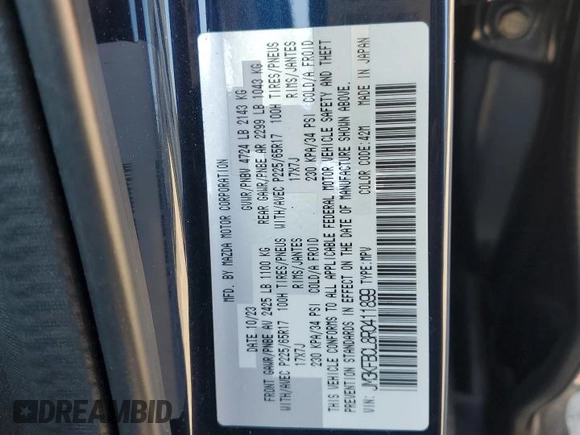 MFD. BY MAZDA MOTOR CORPORATION
DATE: 10/23 GVWR/PNBV 4724 LB 2143 KG
FRONT GAWR/PNBE AV 2425 LB 1100 KG REAR GAWR/PNBE AR 2299 LB 1043 KG
WITH/AVEC P225/65R17 100H TIRES/PNEUS WITH/AVEC P225/65R17 100H TIRES/PNEUS
17X7J RIMS/JANTES 17X7J RIMS/JANTES
230 KPA/34 PSI COLD/A FROID 230 KPA/34 PSI COLD/A FROID
THIS VEHICLE CONFORMS TO ALL APPLICABLE FEDERAL MOTOR VEHICLE SAFETY AND THEFT
STANDARDS IN EFFECT ON THE DATE OF MANUFACTURE SHOWN ABOVE.
COLOR CODE:42M MADE IN JAPAN
VIN: TYPE:MPV
DREAMBID